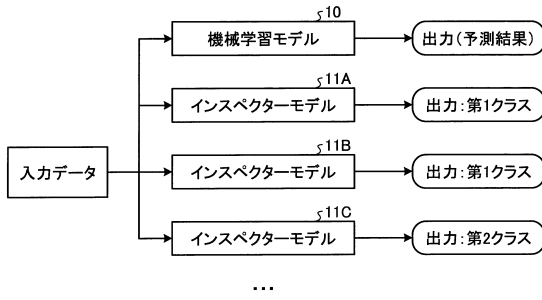 10
機械学習モデル
出力(予測結果)
11A
インスペクターモデル
出力:第1クラス
入力データ
11B
インスペクターモデル
出力:第1クラス
11C
インスペクターモデル
出力:第2クラス
...